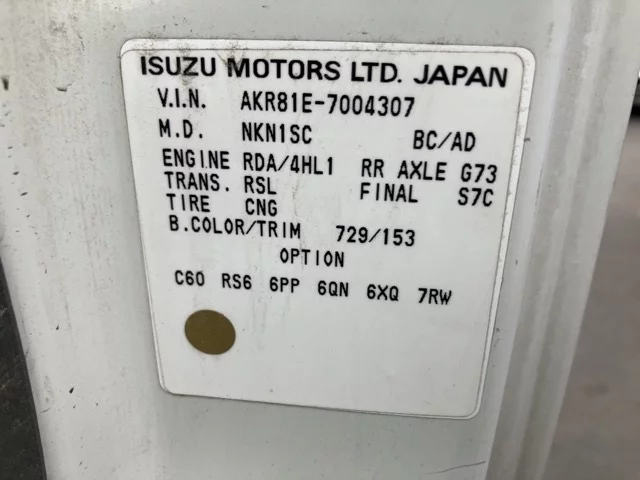 ISUZU MOTORS LTD. JAPAN
V.I.N. AKR81E-7004307
M.D. NKN1SC BC/AD
ENGINE RDA/4HL1 RR AXLE G73
TRANS. RSL FINAL S7C
TIRE CNG
B.COLOR/TRIM 729/153
OPTION
C60 RS6 6PP 6QN 6XQ 7RW